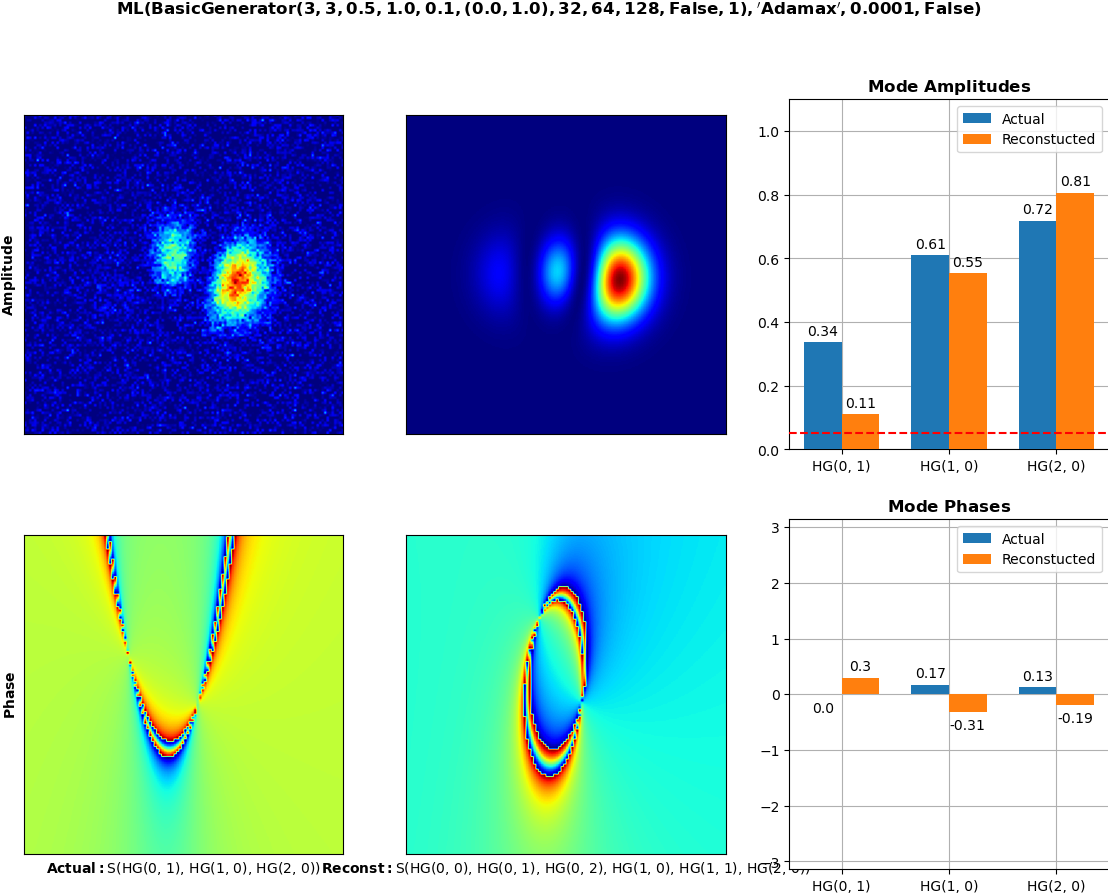 ML(BasicGenerator(3, 3, 0.5, 1.0, 0.1, (0.0, 1.0), 32, 64, 128, False, 1), ′Adamax′, 0.0001, False)
Mode Amplitudes
Actual
Reconstucted
1.0
0.8
0.6
0.4
0.2
0.0
0.34
0.11
0.61
0.55
0.72
0.81
HG(0, 1)
HG(1, 0)
HG(2, 0)
Amplitude
Mode Phases
Actual
Reconstucted
3
2
1
0
−1
−2
−3
0.0
0.3
0.17
-0.31
0.13
-0.19
HG(0, 1)
HG(1, 0)
HG(2, 0)
Phase
Actual: S(HG(0, 1), HG(1, 0), HG(2, 0))
Reconst: S(HG(0, 0), HG(0, 1), HG(0, 2), HG(1, 0), HG(1, 1), HG(2, 0))